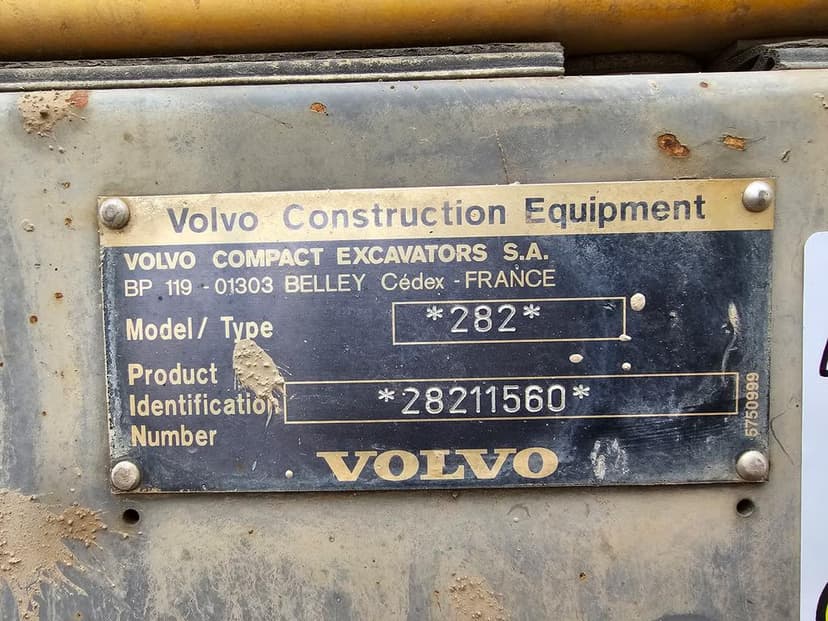 Volvo Construction Equipment
VOLVO COMPACT EXCAVATORS S.A.
BP 119 - 01303 BELLEY Cédex - FRANCE
Model/ Type *282*
Product
Identification *28211560*
Number
5750999
VOLVO